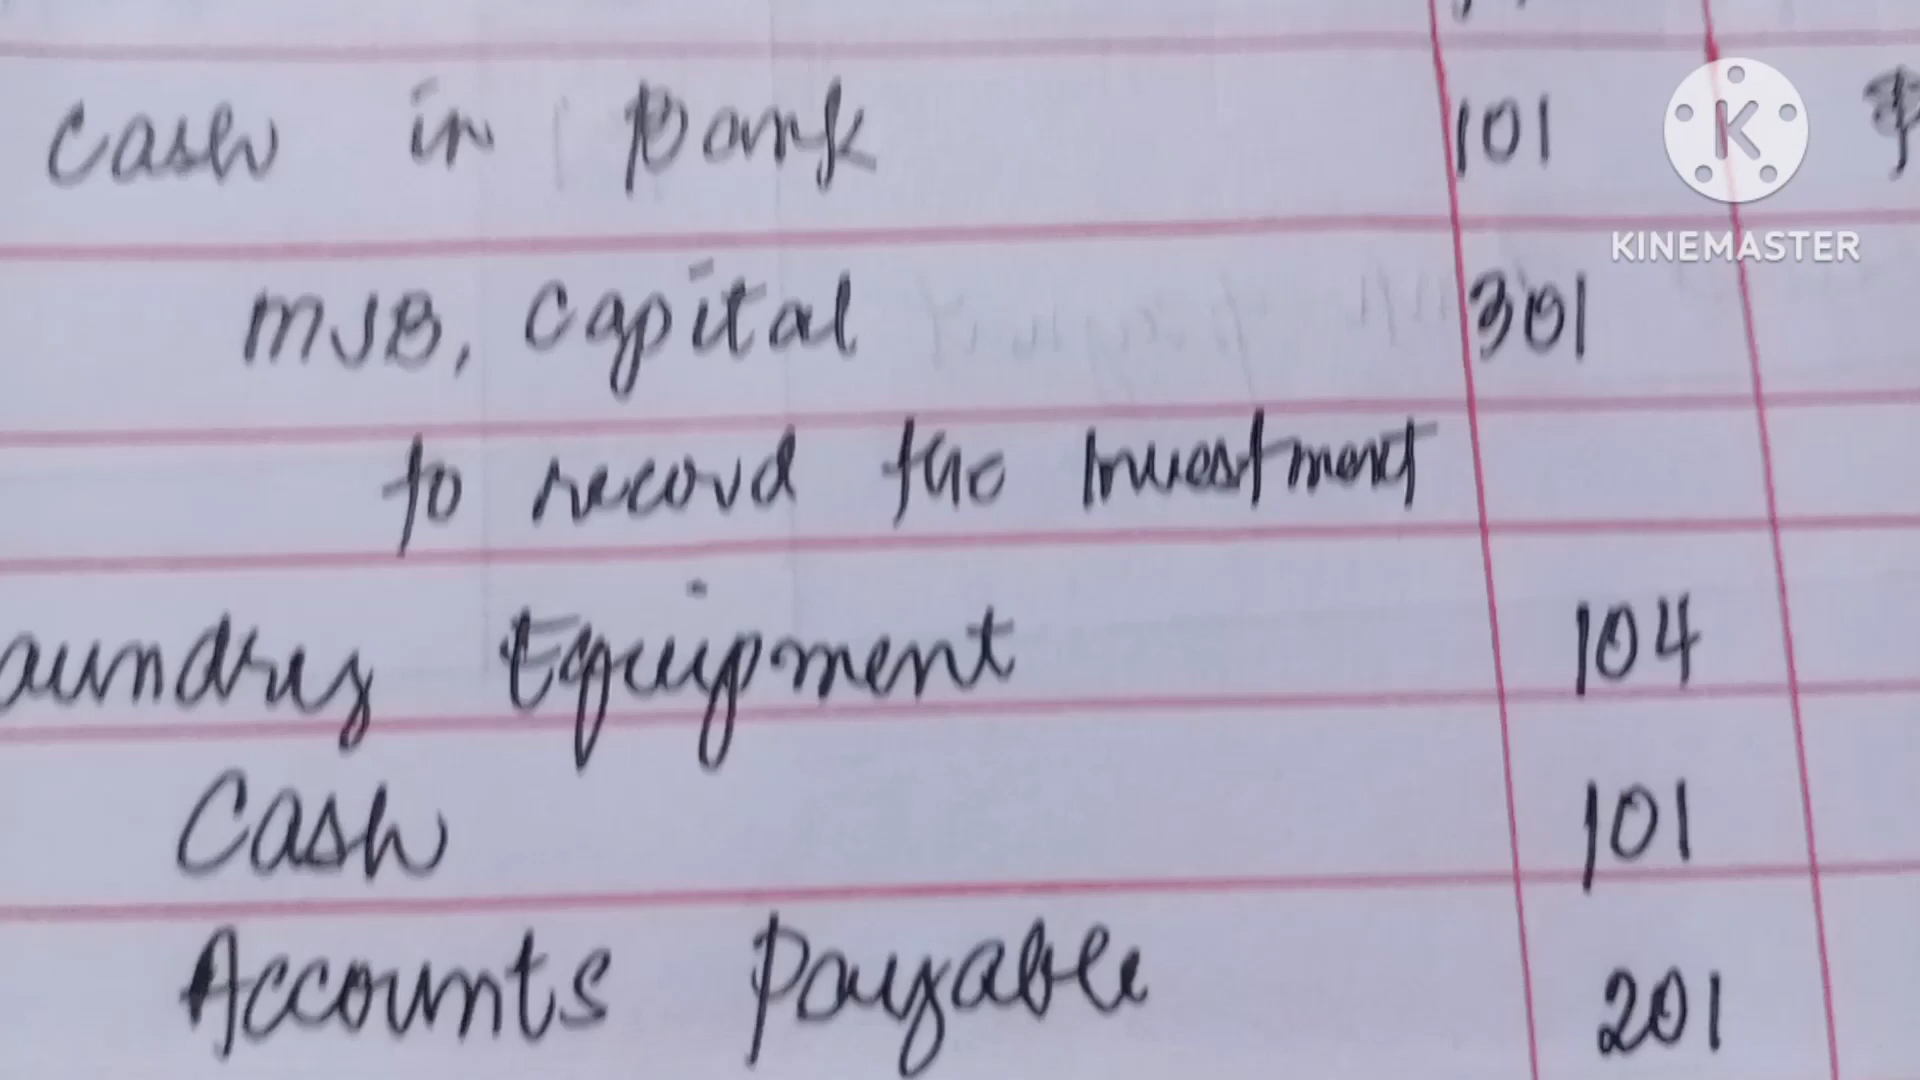 Cash in Bank 101
MJB, Capital 301
to record the Investment
aundry Equipment 104
Cash 101
Accounts Payable 201
K
KINEMASTER